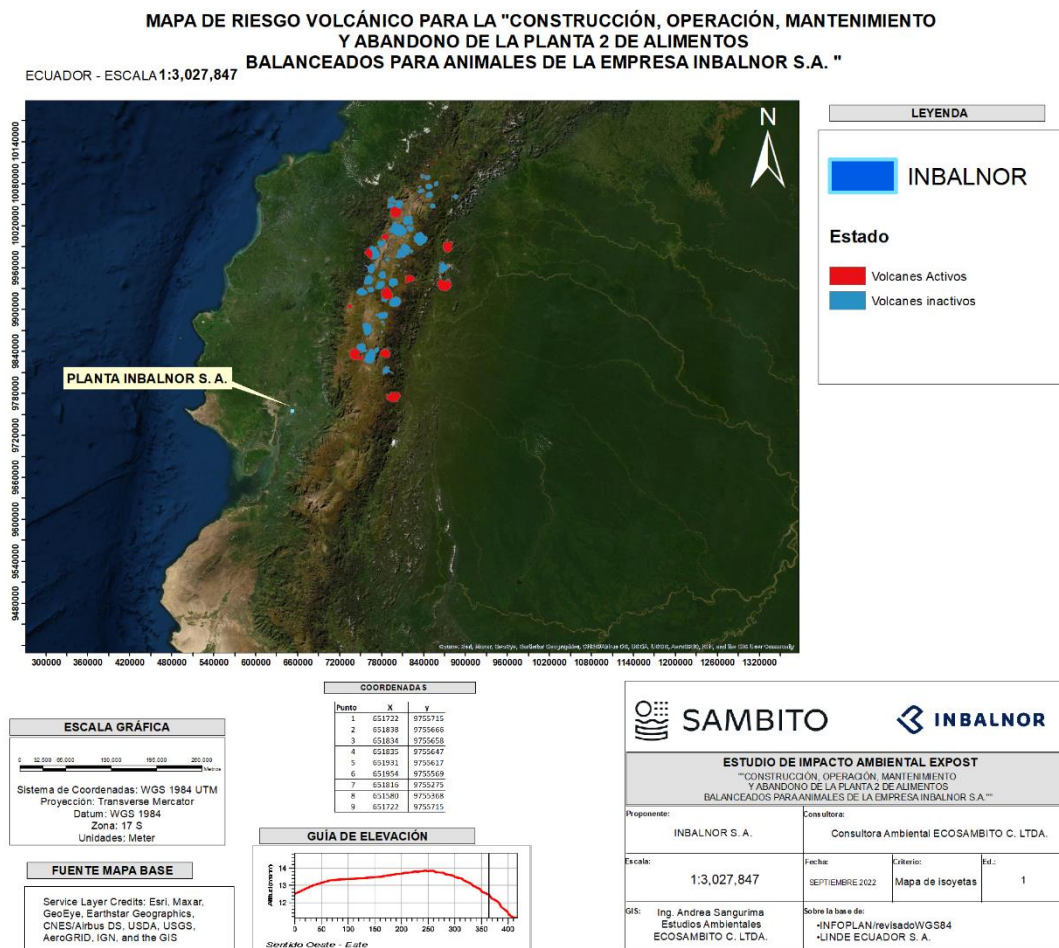 MAPA DE RIESGO VOLCÁNICO PARA LA "CONSTRUCCIÓN, OPERACIÓN, MANTENIMIENTO
Y ABANDONO DE LA PLANTA 2 DE ALIMENTOS
BALANCEADOS PARA ANIMALES DE LA EMPRESA INBALNOR S.A. "
ECUADOR - ESCALA 1:3,027,847
LEYENDA
INBALNOR
Estado
Volcanes Activos
Volcanes inactivos
N
10140000
10080000
10020000
9960000
9900000
9840000
9780000
9720000
9660000
9600000
9540000
9480000
PLANTA INBALNOR S. A.
300000 360000 420000 480000 540000 600000 660000 720000 780000 840000 900000 960000 1020000 1080000 1140000 1200000 1260000 1320000
ESCALA GRÁFICA
Metros
Sistema de Coordenadas: WGS 1984 UTM
Proyección: Transverse Mercator
Datum: WGS 1984
Zona: 17 S
Unidades: Meter
FUENTE MAPA BASE
Service Layer Credits: Esri, Maxar,
GeoEye, Earthstar Geographics,
CNES/Airbus DS, USDA, USGS,
AeroGRID, IGN, and the GIS
COORDENADAS
Punto X y
1 651722 9755715
2 651838 9755666
3 651834 9755658
4 651835 9755647
5 651931 9755617
6 651954 9755569
7 651816 9755275
8 651580 9755368
9 651722 9755715
GUÍA DE ELEVACIÓN
14
13
12
0 50 100 150 200 250 300 350 400
Sentido Oeste - Este
SAMBITO
INBALNOR
ESTUDIO DE IMPACTO AMBIENTAL EXPOST
""CONSTRUCCIÓN, OPERACIÓN, MANTENIMIENTO
Y ABANDONO DE LA PLANTA 2 DE ALIMENTOS
BALANCEADOS PARA ANIMALES DE LA EMPRESA INBALNOR S.A.""
Proponente:
INBALNOR S. A.
Consultora:
Consultora Ambiental ECOSAMBITO C. LTDA.
Escala:
1:3,027,847
Fecha:
SEPTIEMBRE 2022
Criterio:
Mapa de isoyetas
Ed.:
1
GIS:
Ing. Andrea Sangurima
Estudios Ambientales
ECOSAMBITO C. LTDA.
Sobre la base de:
•INFOPLAN/revisadoWGS84
•LINDE ECUADOR S. A.